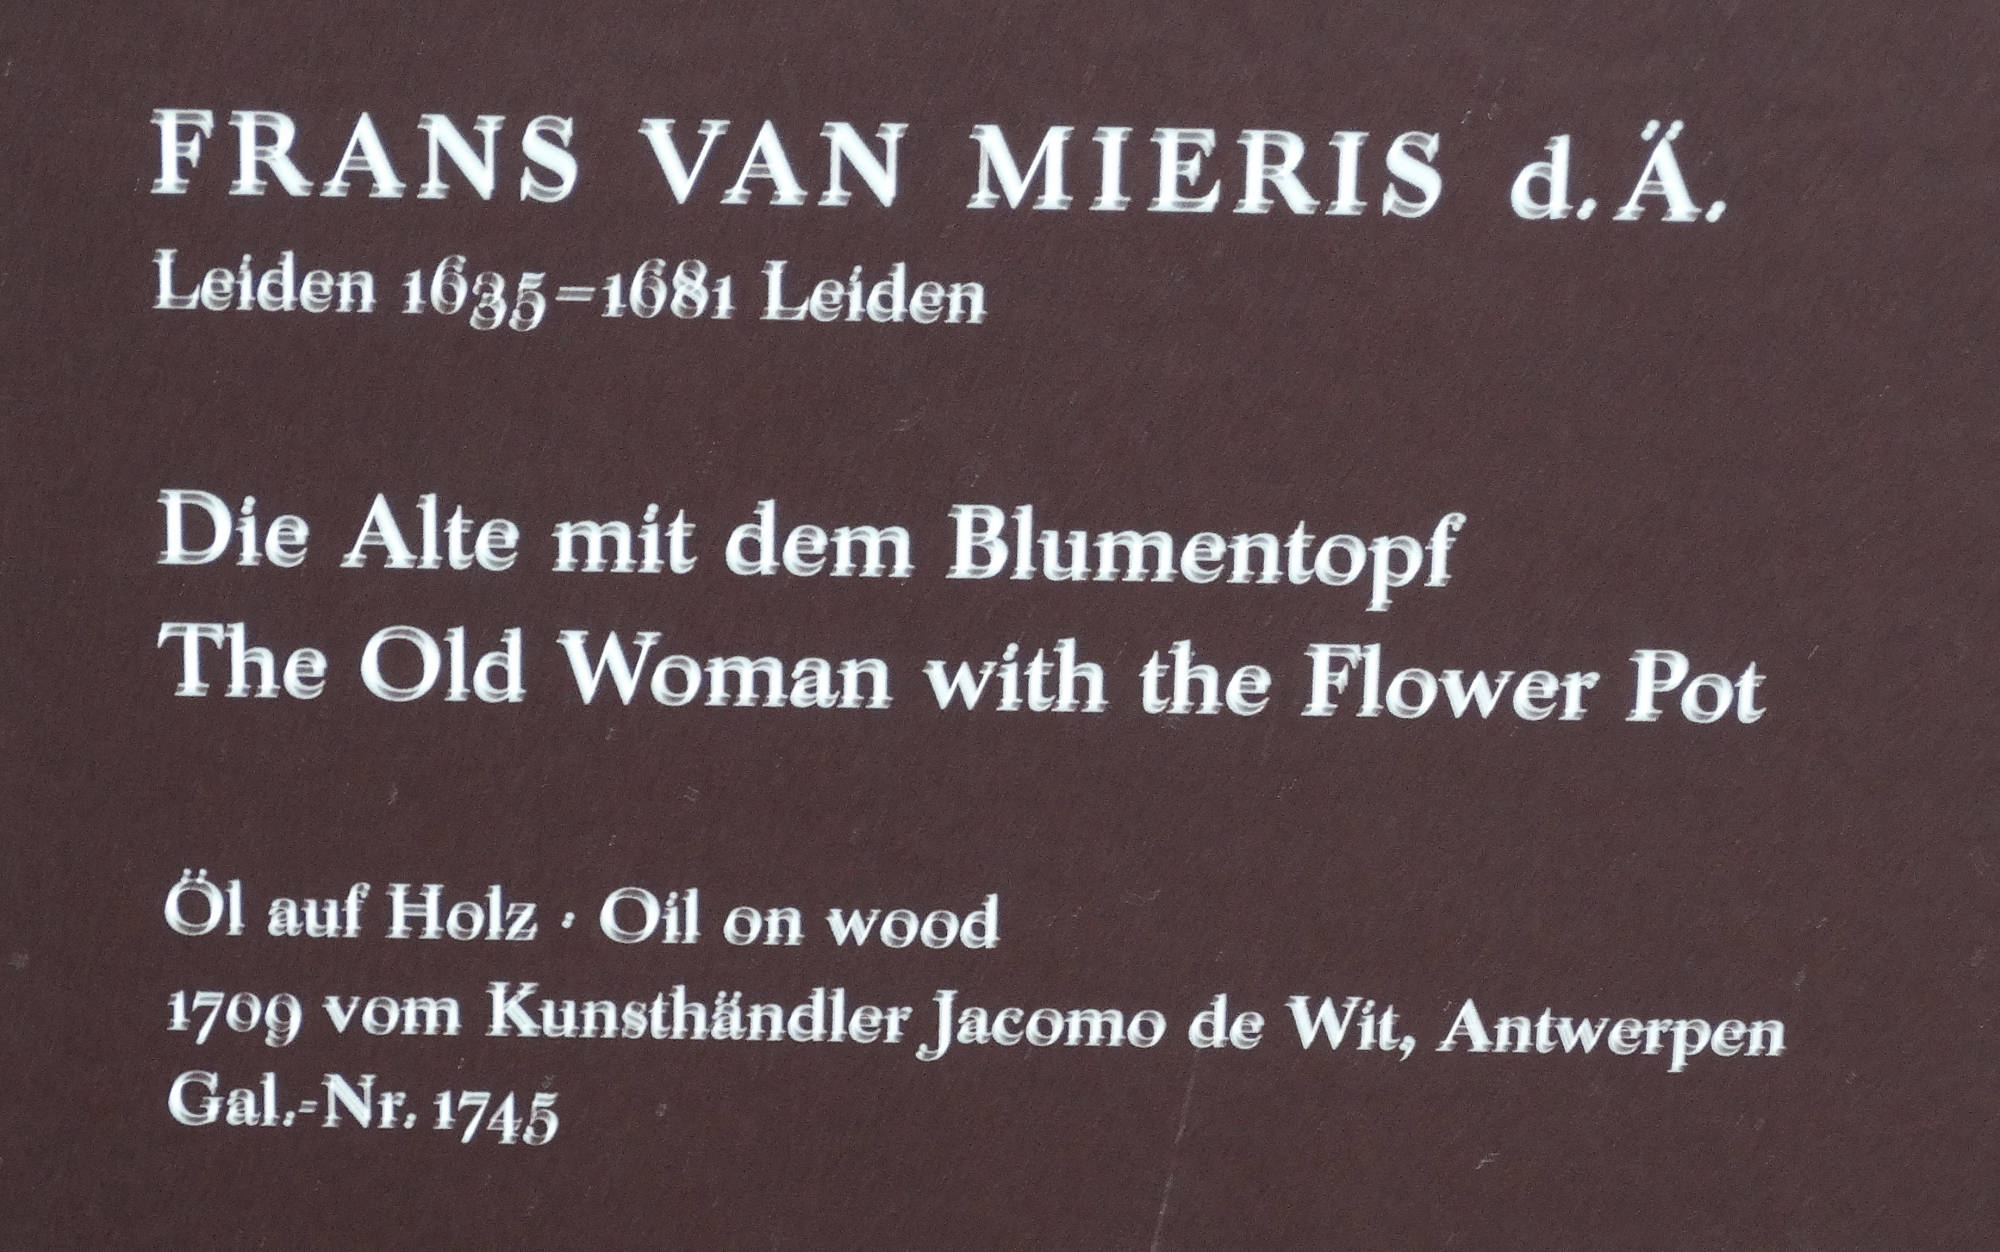 FRANS VAN MIERIS d. Ä.
Leiden 1635–1681 Leiden
Die Alte mit dem Blumentopf
The Old Woman with the Flower Pot
Öl auf Holz · Oil on wood
1709 vom Kunsthändler Jacomo de Wit, Antwerpen
Gal.-Nr. 1745